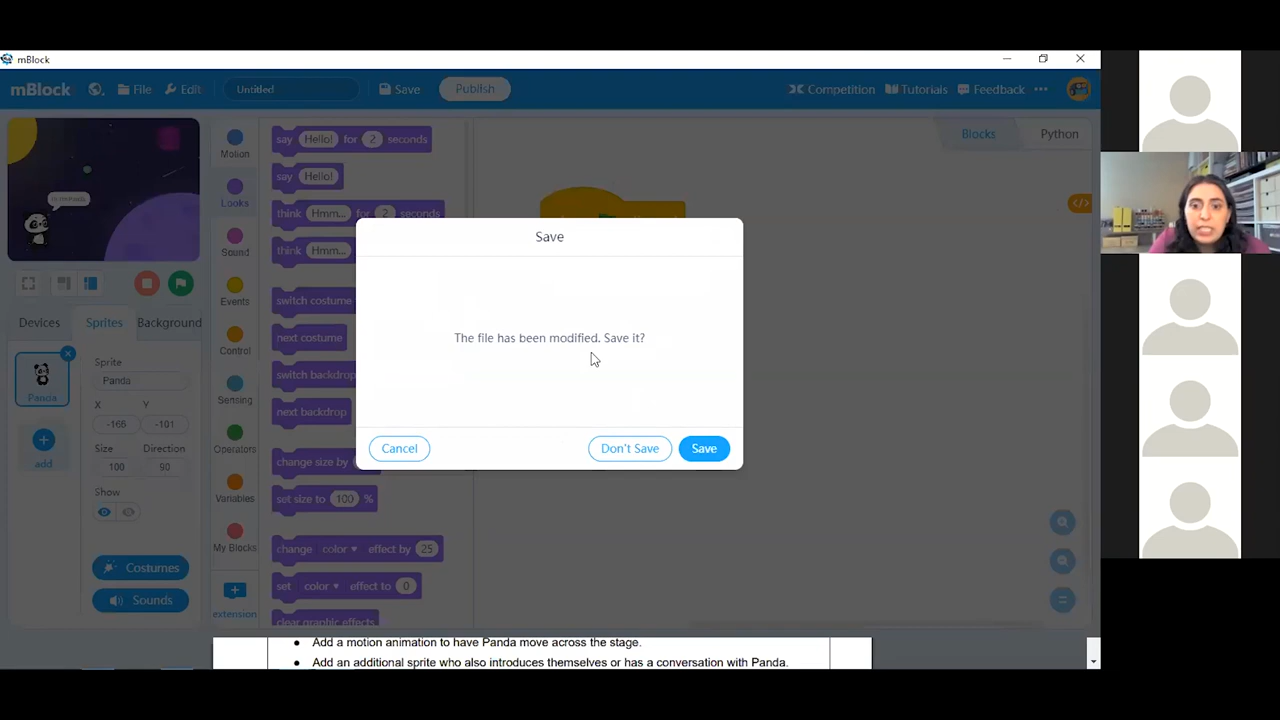 mBlock
mBlock File Edit Untitled Save Publish Competition Tutorials Feedback
Blocks Python
Motion
Looks
Sound
Events
Control
Sensing
Operators
Variables
My Blocks
extension
say Hello! for 2 seconds
say Hello!
think Hmm... for 2 seconds
think Hmm...
switch costume
next costume
switch backdrop
next backdrop
change size by
set size to 100 %
change color effect by 25
set color effect to 0
clear graphic effects
Devices Sprites Background
Panda
add
Sprite
Panda
X Y
-166 -101
Size Direction
100 90
Show
Costumes
Sounds
Save
The file has been modified. Save it?
Cancel Don't Save Save
• Add a motion animation to have Panda move across the stage.
• Add an additional sprite who also introduces themselves or has a conversation with Panda.